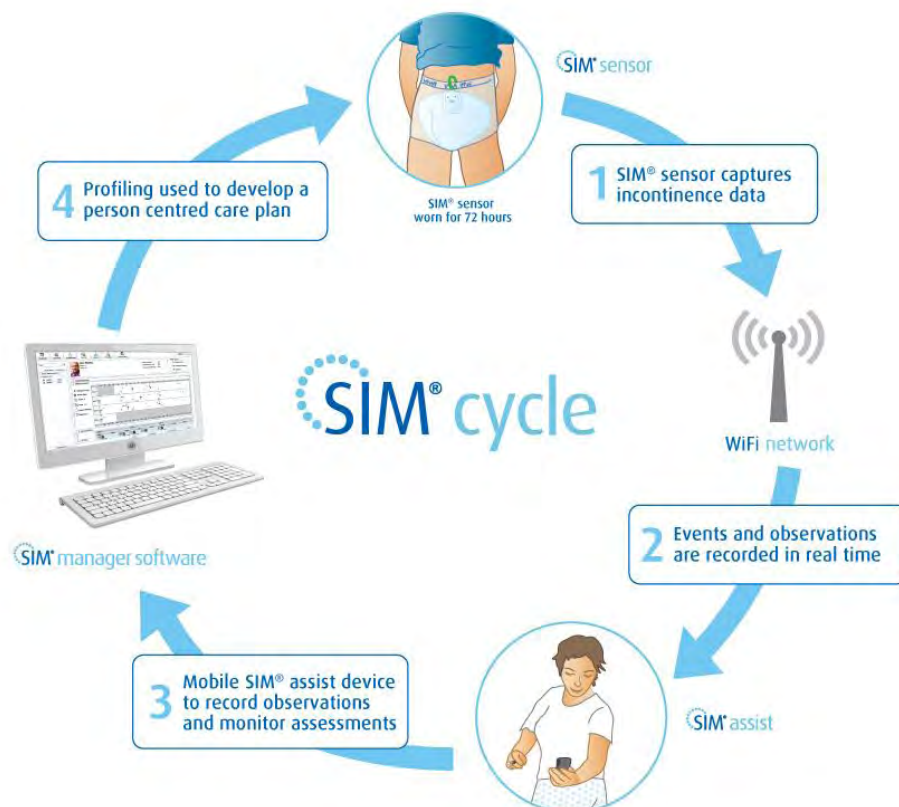 SIM® sensor
SIM® sensor
worn for 72 hours
1 SIM® sensor captures
incontinence data
WiFi network
2 Events and observations
are recorded in real time
SIM® assist
3 Mobile SIM® assist device
to record observations
and monitor assessments
SIM® manager software
4 Profiling used to develop a
person centred care plan
SIM® cycle